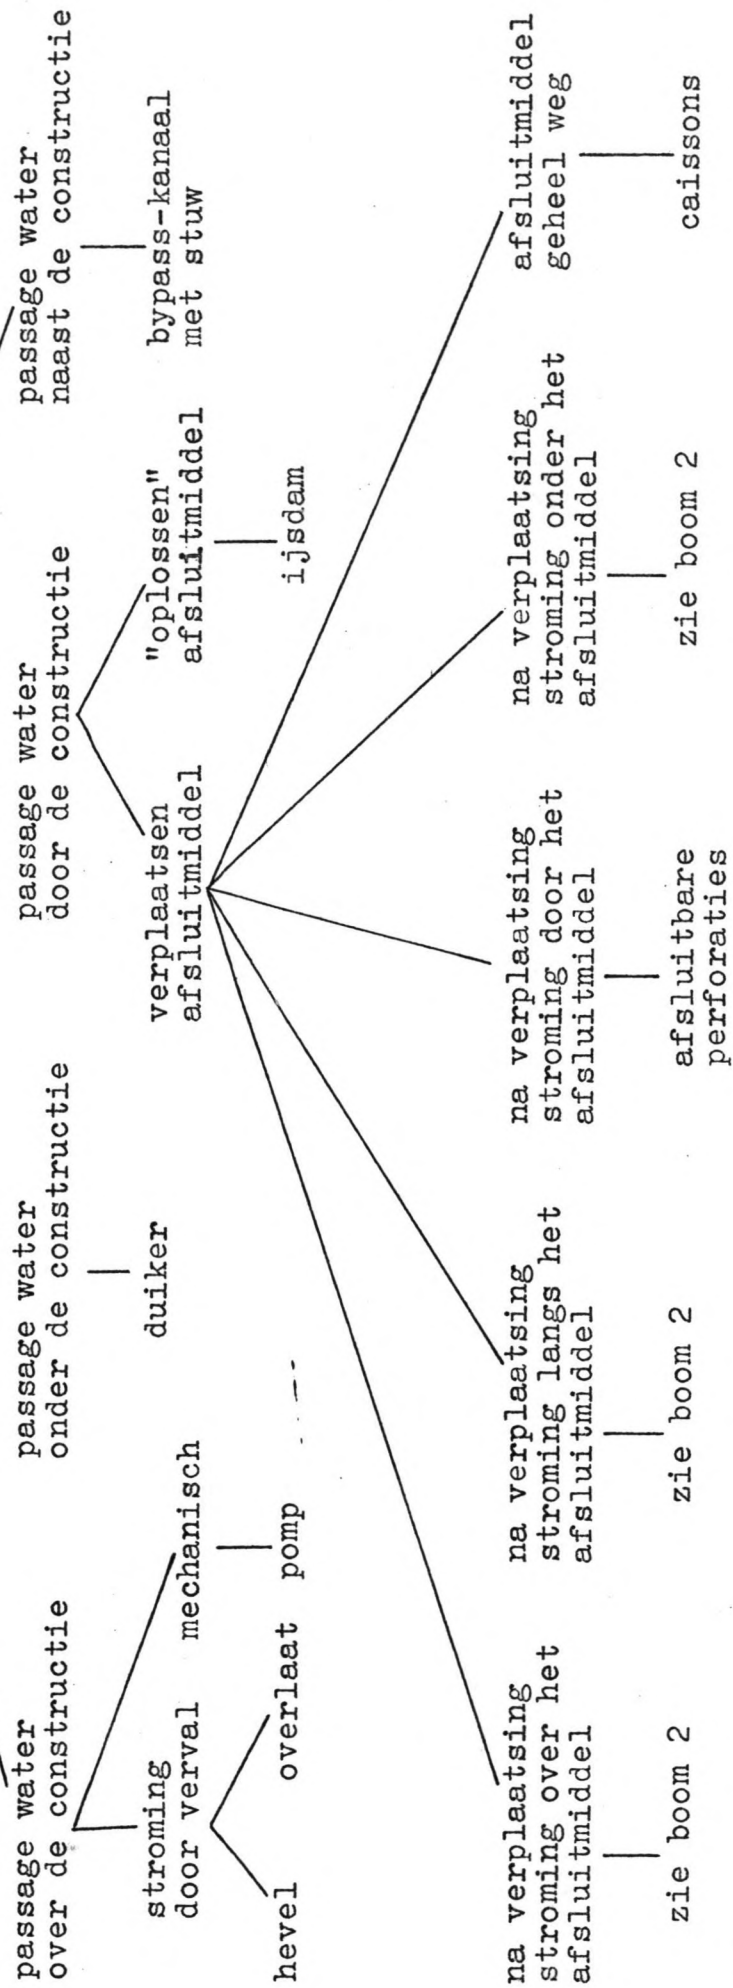 passage water
over de constructie
passage water
onder de constructie
passage water
door de constructie
passage water
naast de constructie
stroming
door verval
mechanisch
duiker
verplaatsen
afsluitmiddel
"oplossen"
afsluitmiddel
bypass-kanaal
met stuw
hevel
overlaat
pomp
ijsdam
na verplaatsing
stroming over het
afsluitmiddel
na verplaatsing
stroming langs het
afsluitmiddel
na verplaatsing
stroming door het
afsluitmiddel
na verplaatsing
stroming onder het
afsluitmiddel
afsluitmiddel
geheel weg
zie boom 2
zie boom 2
afsluitbare
perforaties
zie boom 2
caissons